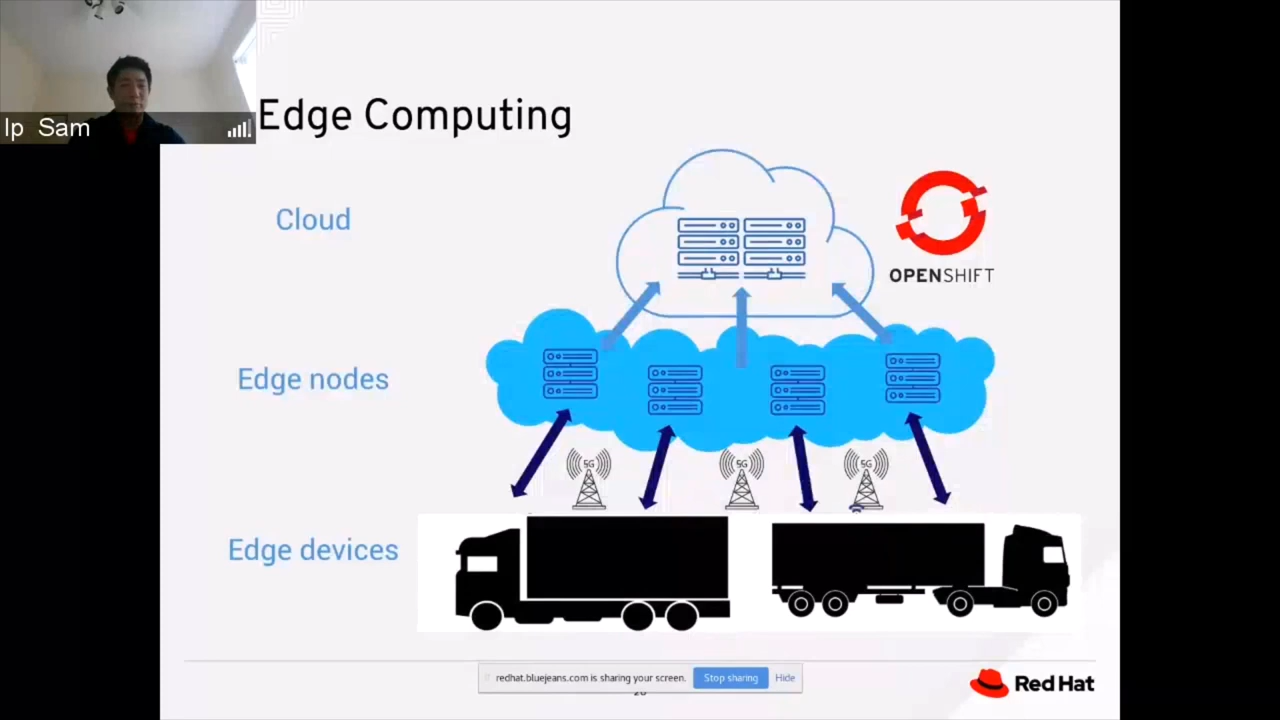 Ip Sam
Edge Computing
Cloud
OPENSHIFT
Edge nodes
5G
5G
5G
Edge devices
redhat.bluejeans.com is sharing your screen.
Stop sharing
Hide
Red Hat